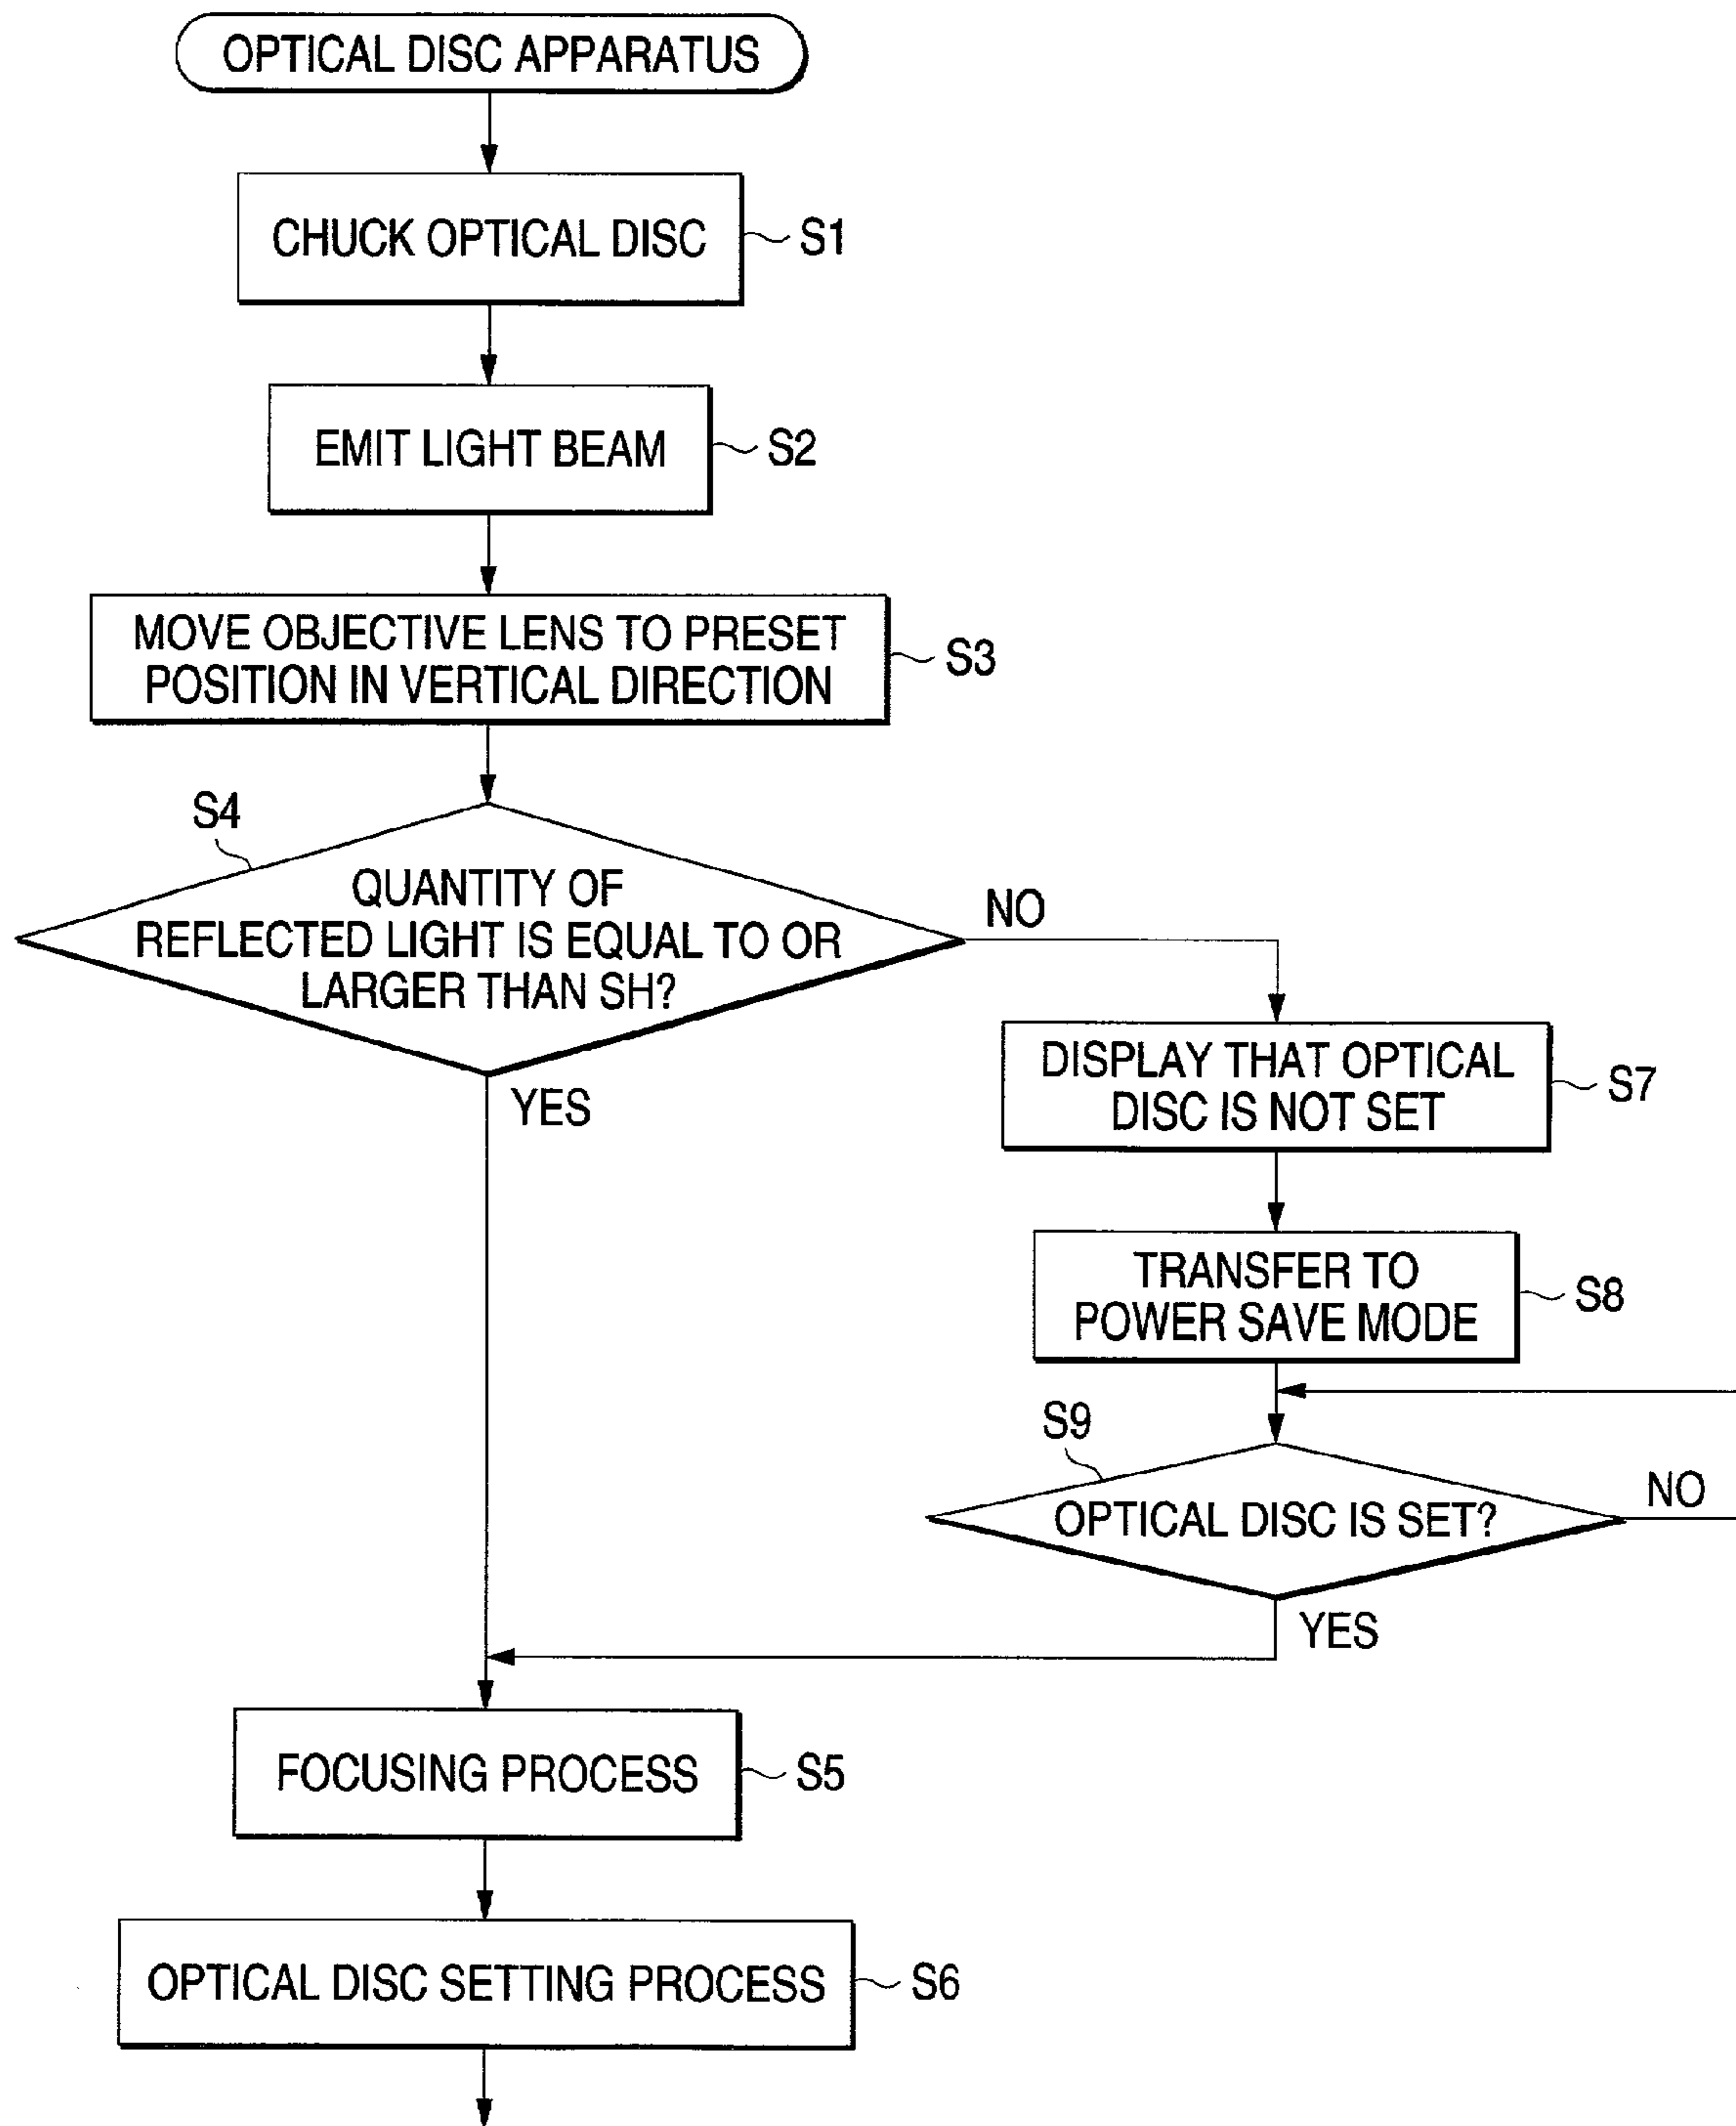 OPTICAL DISC APPARATUS
CHUCK OPTICAL DISC
S1
EMIT LIGHT BEAM
S2
MOVE OBJECTIVE LENS TO PRESET
POSITION IN VERTICAL DIRECTION
S3
S4
QUANTITY OF
REFLECTED LIGHT IS EQUAL TO OR
LARGER THAN SH?
NO
YES
DISPLAY THAT OPTICAL
DISC IS NOT SET
S7
TRANSFER TO
POWER SAVE MODE
S8
S9
OPTICAL DISC IS SET?
NO
YES
FOCUSING PROCESS
S5
OPTICAL DISC SETTING PROCESS
S6